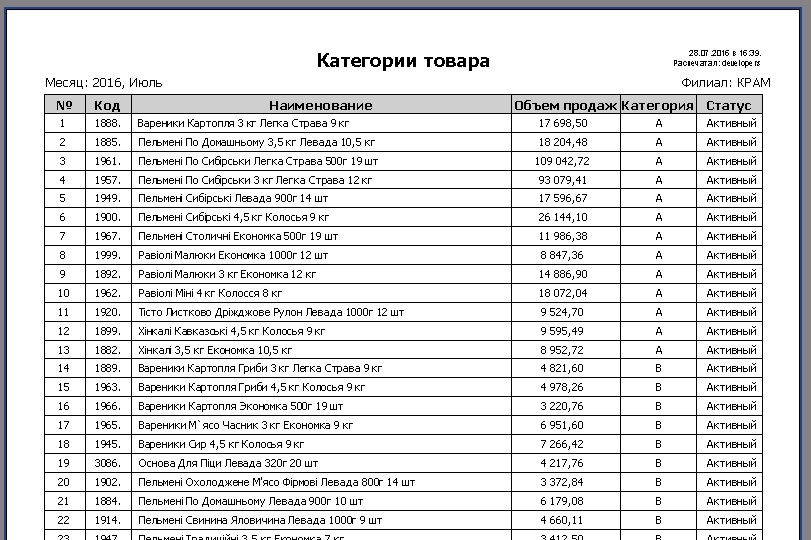 28.07.2016 в 16:39.
Категории товара
Распечатал: developers
Месяц: 2016, Июль Филиал: КРАМ
№ Код Наименование Объем продаж Категория Статус
1 1888. Вареники Картопля 3 кг Легка Страва 9 кг 17 698,50 A Активный
2 1885. Пельмені По Домашньому 3,5 кг Левада 10,5 кг 18 204,48 A Активный
3 1961. Пельмені По Сибірськи Легка Страва 500г 19 шт 109 042,72 A Активный
4 1957. Пельмені По Сибірськи 3 кг Легка Страва 12 кг 93 079,41 A Активный
5 1949. Пельмені Сибірські Левада 900г 14 шт 17 596,67 A Активный
6 1900. Пельмені Сибірські 4,5 кг Колосья 9 кг 26 144,10 A Активный
7 1967. Пельмені Столичні Економка 500г 19 шт 11 986,38 A Активный
8 1999. Равіолі Малюки Економка 1000г 12 шт 8 847,36 A Активный
9 1892. Равіолі Малюки 3 кг Економка 12 кг 14 886,90 A Активный
10 1962. Равіолі Міні 4 кг Колосся 8 кг 18 072,04 A Активный
11 1920. Тісто Листково Дріжджове Рулон Левада 1000г 12 шт 9 524,70 A Активный
12 1899. Хінкалі Кавказські 4,5 кг Колосья 9 кг 9 595,49 A Активный
13 1882. Хінкалі 3,5 кг Економка 10,5 кг 8 952,72 A Активный
14 1889. Вареники Картопля Гриби 3 кг Легка Страва 9 кг 4 821,60 B Активный
15 1963. Вареники Картопля Гриби 4,5 кг Колосья 9 кг 4 978,26 B Активный
16 1966. Вареники Картопля Экономка 500г 19 шт 3 220,76 B Активный
17 1965. Вареники М`ясо Часник 3 кг Економка 9 кг 6 951,60 B Активный
18 1945. Вареники Сир 4,5 кг Колосья 9 кг 7 266,42 B Активный
19 3086. Основа Для Піци Левада 320г 20 шт 4 217,76 B Активный
20 1902. Пельмені Охолоджене М'ясо Фірмові Левада 800г 14 шт 3 372,84 B Активный
21 1884. Пельмені По Домашньому Левада 900г 10 шт 6 179,08 B Активный
22 1914. Пельмені Свинина Яловичина Левада 1000г 9 шт 4 660,11 B Активный
23 1947. Пельмені Традиційні 3,5 кг Економка 7 кг 3 412,50 B Активный